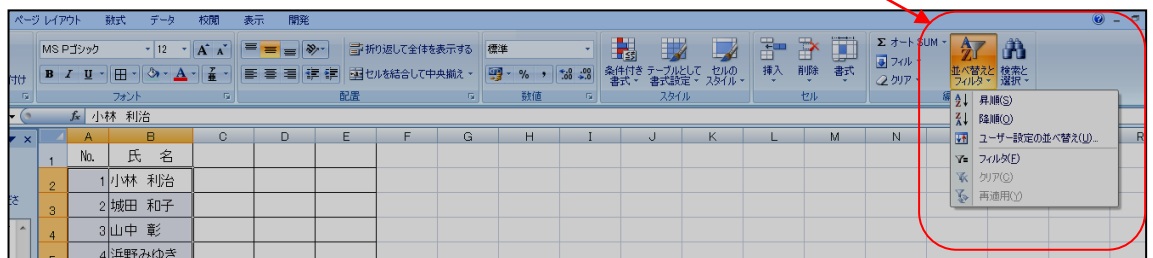 ページ レイアウト 数式 データ 校閲 表示 開発
MS Pゴシック 12 A A 折り返して全体を表示する 標準 Σ オート SUM
B I U A セルを結合して中央揃え % , 条件付き書式 テーブルとして書式設定 セルのスタイル 挿入 削除 書式 フィル クリア 並べ替えとフィルタ 検索と選択
付け フォント 配置 数値 スタイル セル 編
fx 小林 利治
A B C D E F G H I J K L M N R
1 No. 氏 名
2 1 小林 利治
3 2 城田 和子
4 3 山中 彰
4 浜野みゆき
昇順(S)
降順(O)
ユーザー設定の並べ替え(U)...
フィルタ(F)
クリア(C)
再適用(Y)